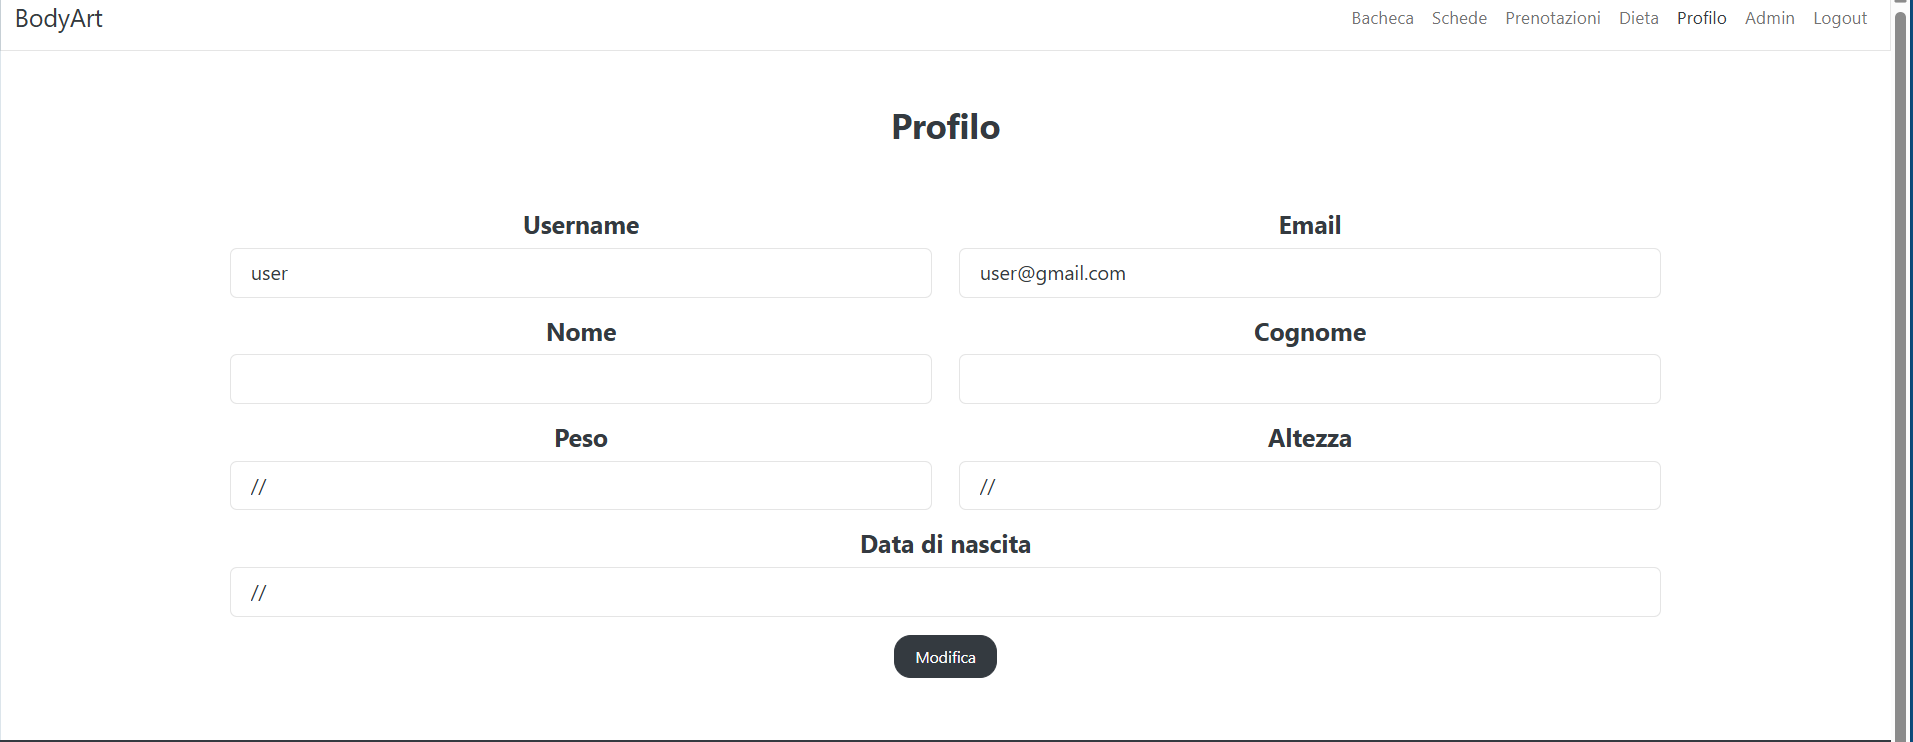 BodyArt Bacheca Schede Prenotazioni Dieta Profilo Admin Logout
Profilo
Username Email
user user@gmail.com
Nome Cognome
Peso Altezza
// //
Data di nascita
//
Modifica